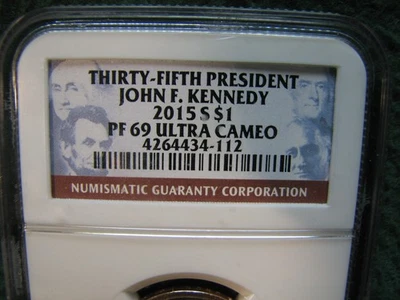 THIRTY-FIFTH PRESIDENT
JOHN F. KENNEDY
2015 S $1
PF 69 ULTRA CAMEO
4264434-112
NUMISMATIC GUARANTY CORPORATION